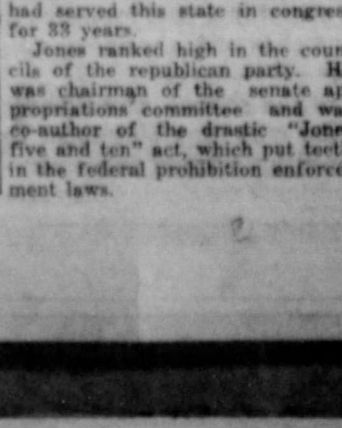 had served this state in congres
for 33 years.
Jones ranked high in the coun
cils of the republican party. H
was chairman of the senate ap
propriations committee and wa
co-author of the drastic "Jone
five and ten" act, which put teet
in the federal prohibition enforce
ment laws.
2